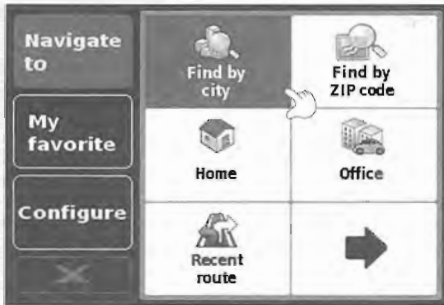 Navigate
to
My
favorite
Configure
Find by
city
Find by
ZIP code
Home
Office
Recent
route